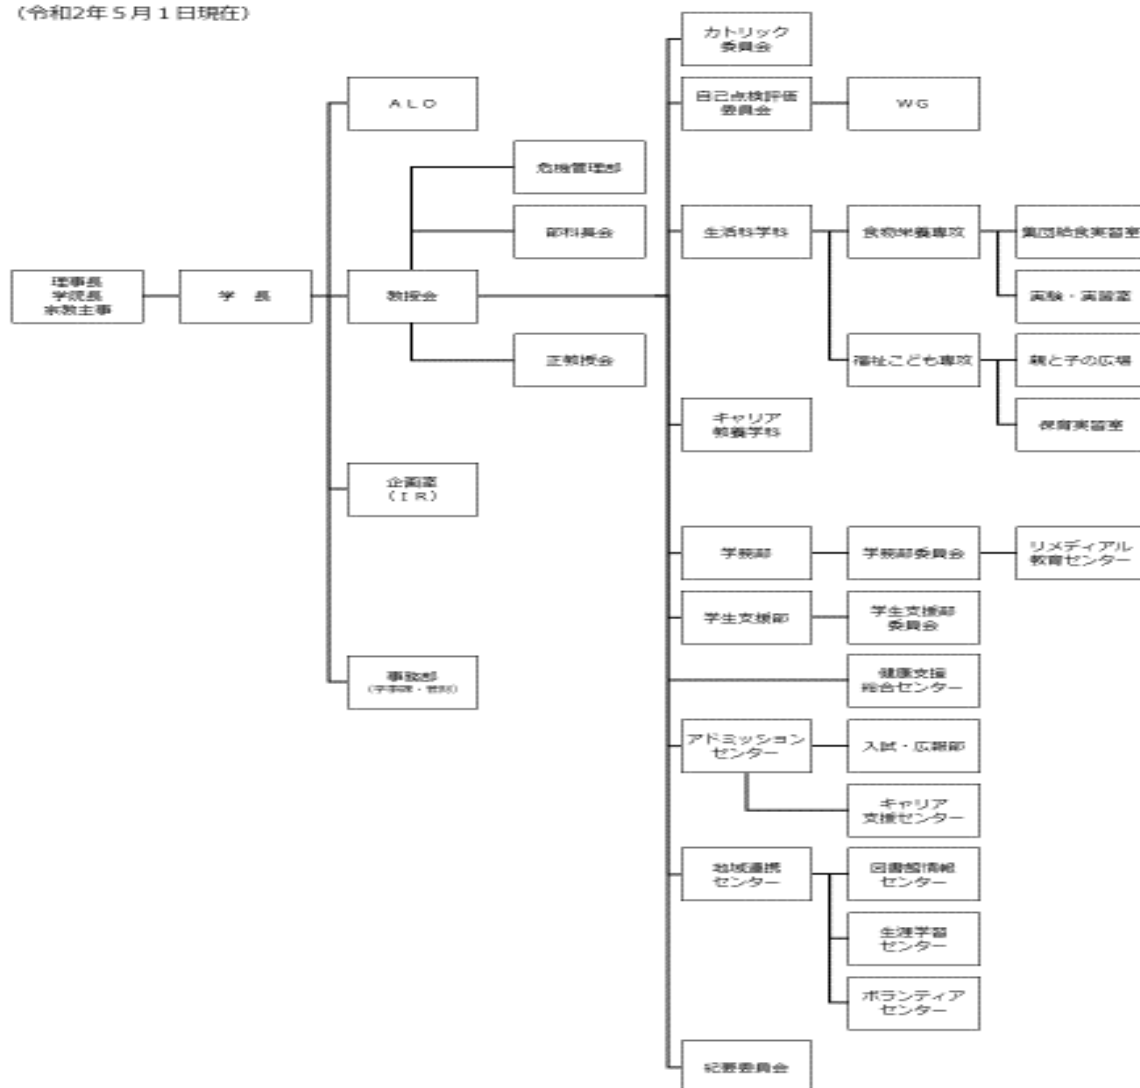 (令和2年5月1日現在)
カトリック
委員会
ＡＬＯ
自己点検評価
委員会
ＷＧ
危機管理部
部科長会
生活科学科
食物栄養専攻
集団給食実習室
理事長
学院長
宗教主事
学　長
教授会
実験・実習室
正教授会
福祉こども専攻
親と子の広場
キャリア
教養学科
保育実習室
企画室
(ＩＲ)
学務部
学務部委員会
リメディアル
教育センター
学生支援部
学生支援部
委員会
事務部
健康支援
総合センター
アドミッション
センター
入試・広報部
キャリア
支援センター
地域連携
センター
図書館情報
センター
生涯学習
センター
ボランティア
センター
紀要委員会